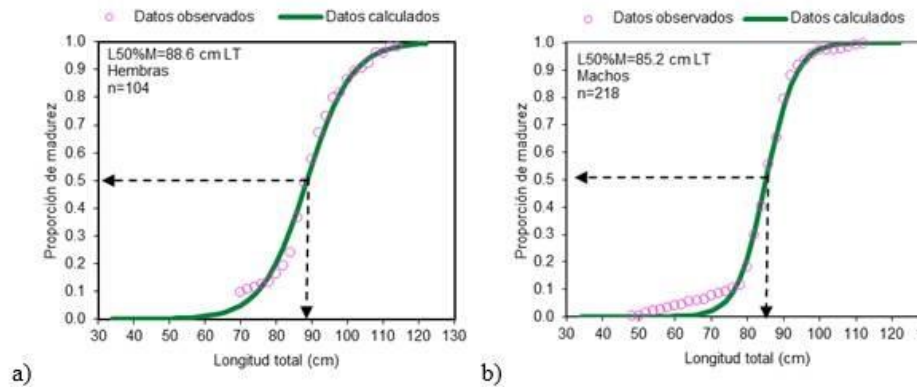 Datos observados Datos calculados
L50%M=88.6 cm LT
Hembras
n=104
Proporción de madurez
1.0
0.9
0.8
0.7
0.6
0.5
0.4
0.3
0.2
0.1
0.0
30 40 50 60 70 80 90 100 110 120 130
Longitud total (cm)
a)
Datos observados Datos calculados
L50%M=85.2 cm LT
Machos
n=218
Proporción de madurez
1.0
0.9
0.8
0.7
0.6
0.5
0.4
0.3
0.2
0.1
0.0
30 40 50 60 70 80 90 100 110 120
Longitud total (cm)
b)